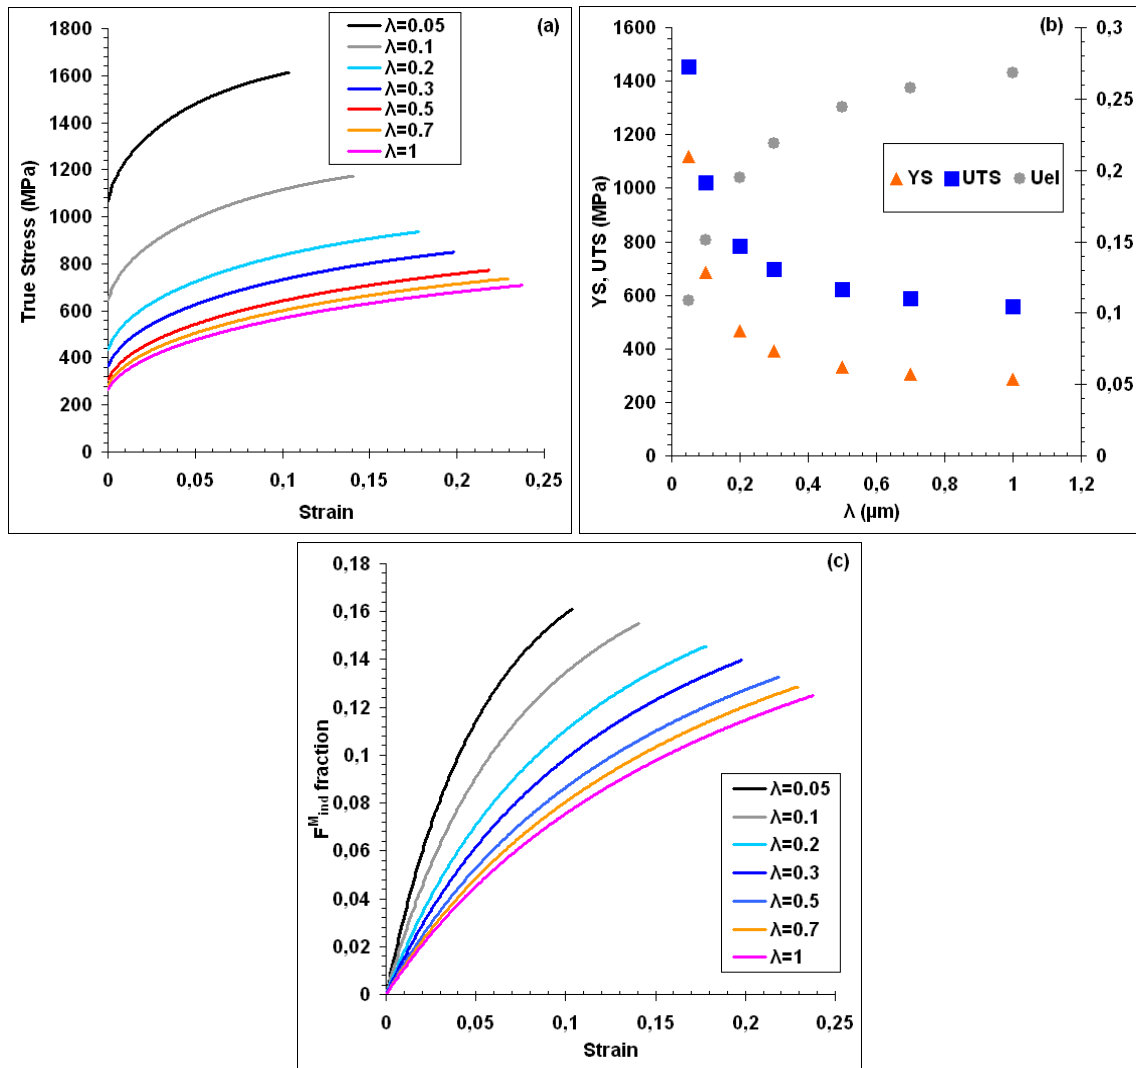 (a)
λ=0.05
λ=0.1
λ=0.2
λ=0.3
λ=0.5
λ=0.7
λ=1
True Stress (MPa)
1800
1600
1400
1200
1000
800
600
400
200
0
0 0,05 0,1 0,15 0,2 0,25
Strain
(b)
YS, UTS (MPa)
1600
1400
1200
1000
800
600
400
200
0
YS UTS Uel
0,3
0,25
0,2
0,15
0,1
0,05
0
0 0,2 0,4 0,6 0,8 1 1,2
λ (µm)
(c)
F^M_ind fraction
0,18
0,16
0,14
0,12
0,1
0,08
0,06
0,04
0,02
0
λ=0.05
λ=0.1
λ=0.2
λ=0.3
λ=0.5
λ=0.7
λ=1
0 0,05 0,1 0,15 0,2 0,25
Strain